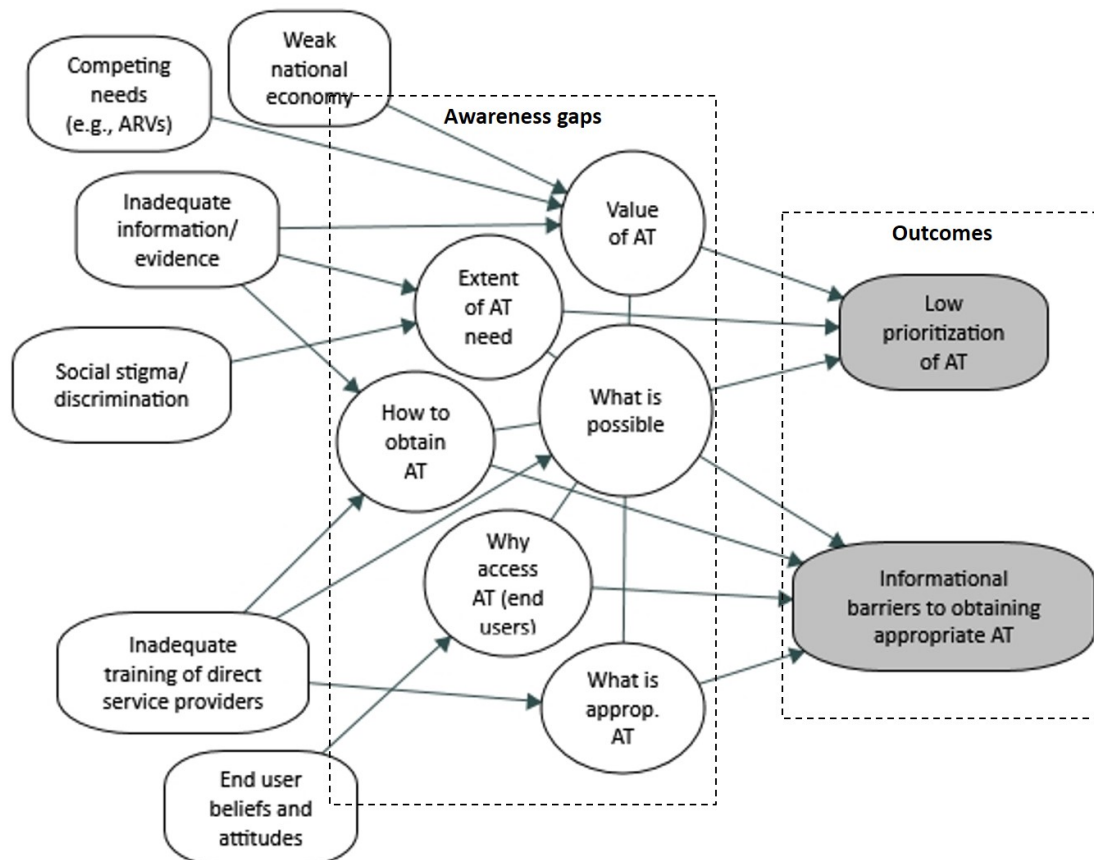 Weak
national
economy
Competing
needs
(e.g., ARVs)
Awareness gaps
Inadequate
information/
evidence
Value
of AT
Outcomes
Extent
of AT
need
Low
prioritization
of AT
Social stigma/
discrimination
How to
obtain
AT
What is
possible
Why
access
AT (end
users)
Informational
barriers to obtaining
appropriate AT
Inadequate
training of direct
service providers
What is
approp.
AT
End user
beliefs and
attitudes